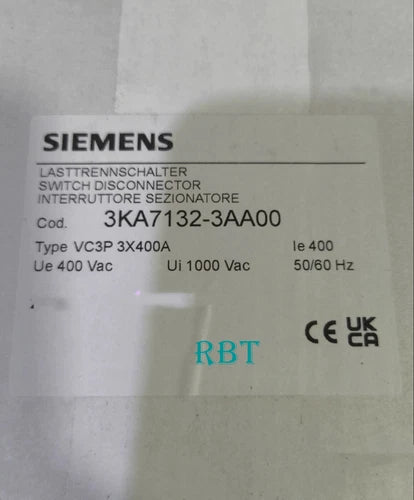 SIEMENS
LASTTRENNSCHALTER
SWITCH DISCONNECTOR
INTERRUTTORE SEZIONATORE
Cod. 3KA7132-3AA00
Type VC3P 3X400A Ie 400
Ue 400 Vac Ui 1000 Vac 50/60 Hz
CE UK
CA
RBT